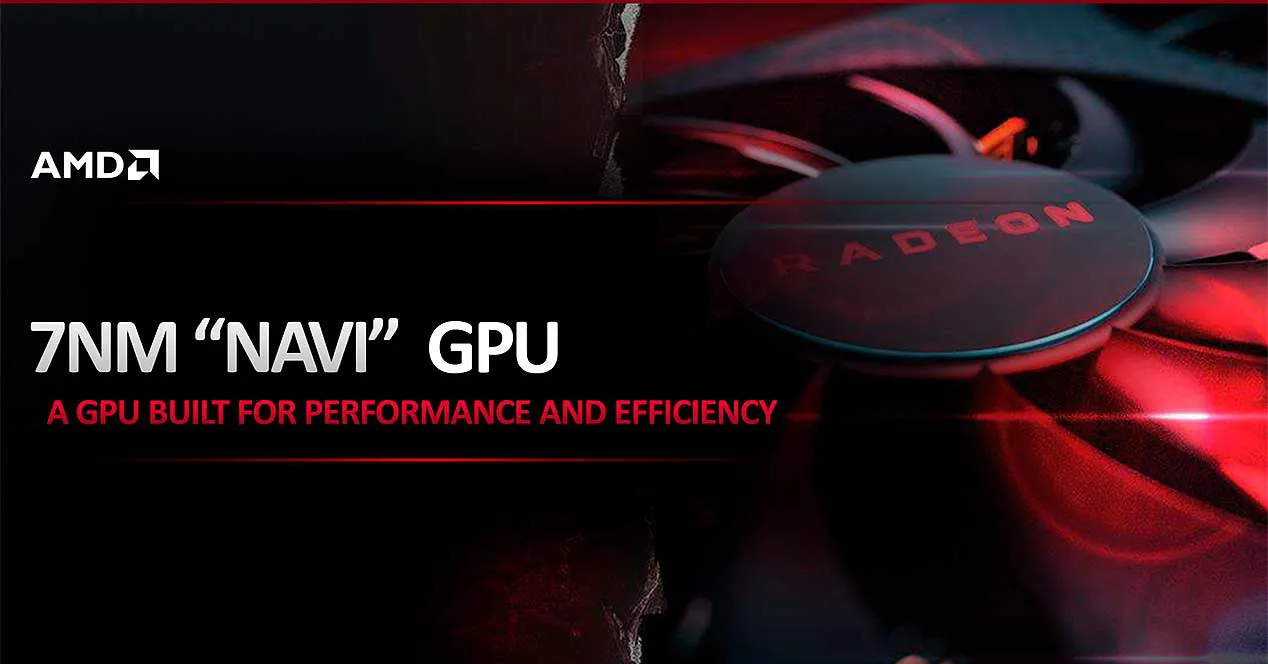 AMD
RADEON
7NM “NAVI” GPU
A GPU BUILT FOR PERFORMANCE AND EFFICIENCY